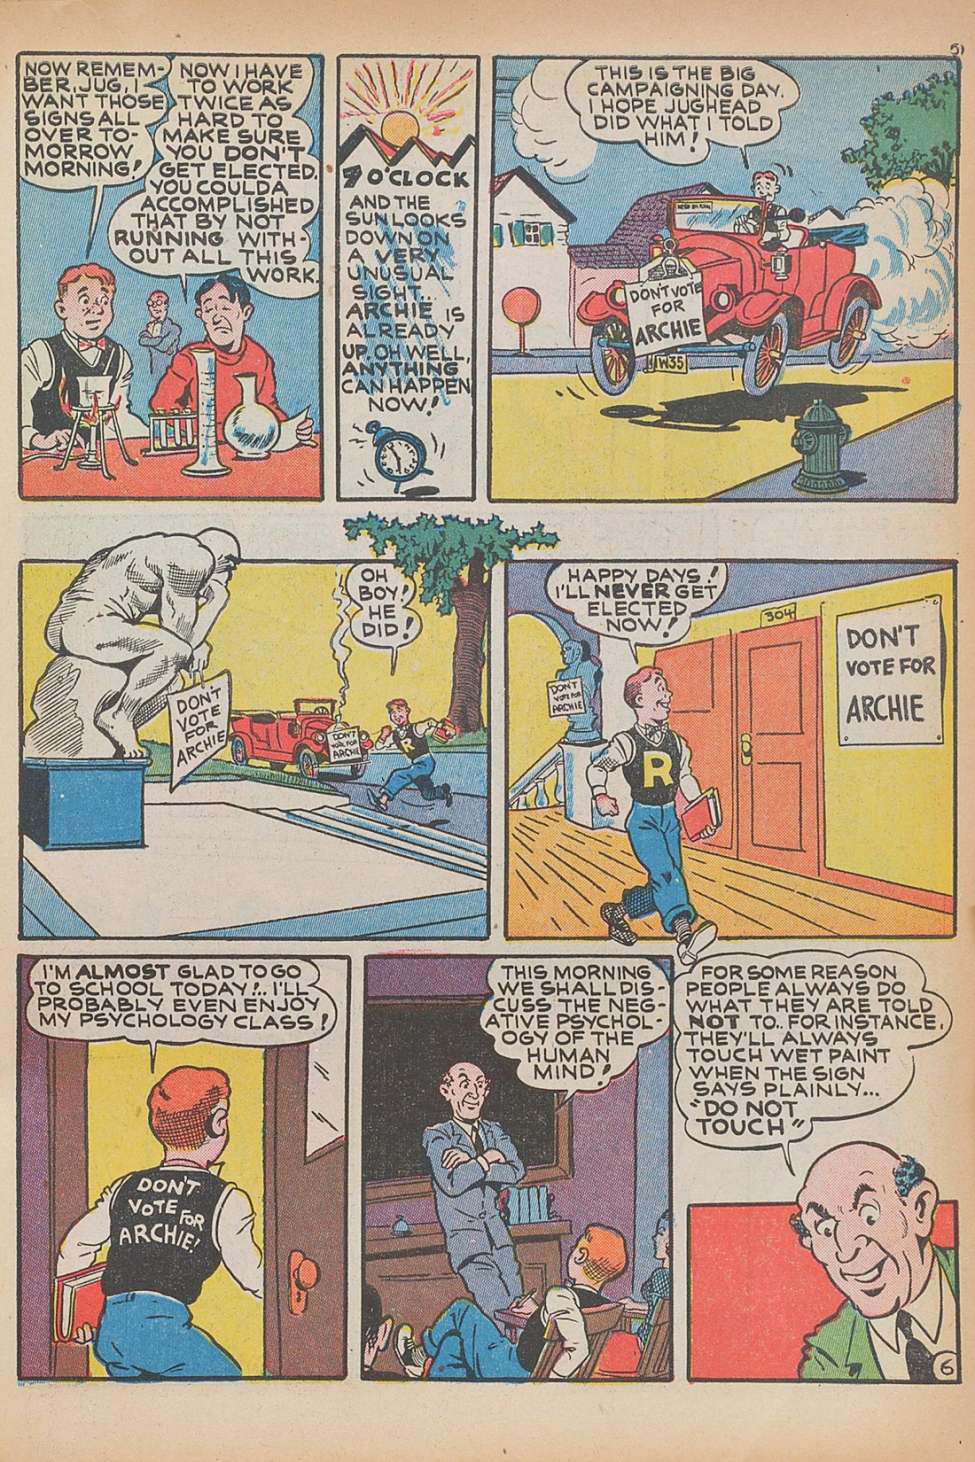 NOW REMEM-
BER, JUG, I
WANT THOSE
SIGNS ALL
OVER TO-
MORROW
MORNING!
NOW I HAVE
TO WORK
TWICE AS
HARD TO
MAKE SURE
YOU DON'T
GET ELECTED.
YOU COULDA
ACCOMPLISHED
THAT BY NOT
RUNNING WITH-
OUT ALL THIS
WORK.
7 O'CLOCK
AND THE
SUN LOOKS
DOWN ON
A VERY
UNUSUAL
SIGHT..
ARCHIE IS
ALREADY
UP. OH WELL,
ANYTHING
CAN HAPPEN
NOW!
THIS IS THE BIG
CAMPAIGNING DAY.
I HOPE JUGHEAD
DID WHAT I TOLD
HIM!
DON'T VOTE
FOR
ARCHIE
DON'T
VOTE
FOR
ARCHIE
OH
BOY!
HE
DID!
DON'T
VOTE FOR
ARCHIE
R
HAPPY DAYS!
I'LL NEVER GET
ELECTED
NOW!
304
DON'T
VOTE FOR
ARCHIE
R
DON'T
VOTE FOR
ARCHIE
I'M ALMOST GLAD TO GO
TO SCHOOL TODAY!.. I'LL
PROBABLY EVEN ENJOY
MY PSYCHOLOGY CLASS!
DON'T
VOTE FOR
ARCHIE!
THIS MORNING
WE SHALL DIS-
CUSS THE NEG-
ATIVE PSYCHOL-
OGY OF THE
HUMAN
MIND!
FOR SOME REASON
PEOPLE ALWAYS DO
WHAT THEY ARE TOLD
NOT TO.. FOR INSTANCE,
THEY'LL ALWAYS
TOUCH WET PAINT
WHEN THE SIGN
SAYS PLAINLY...
"DO NOT
TOUCH"
6